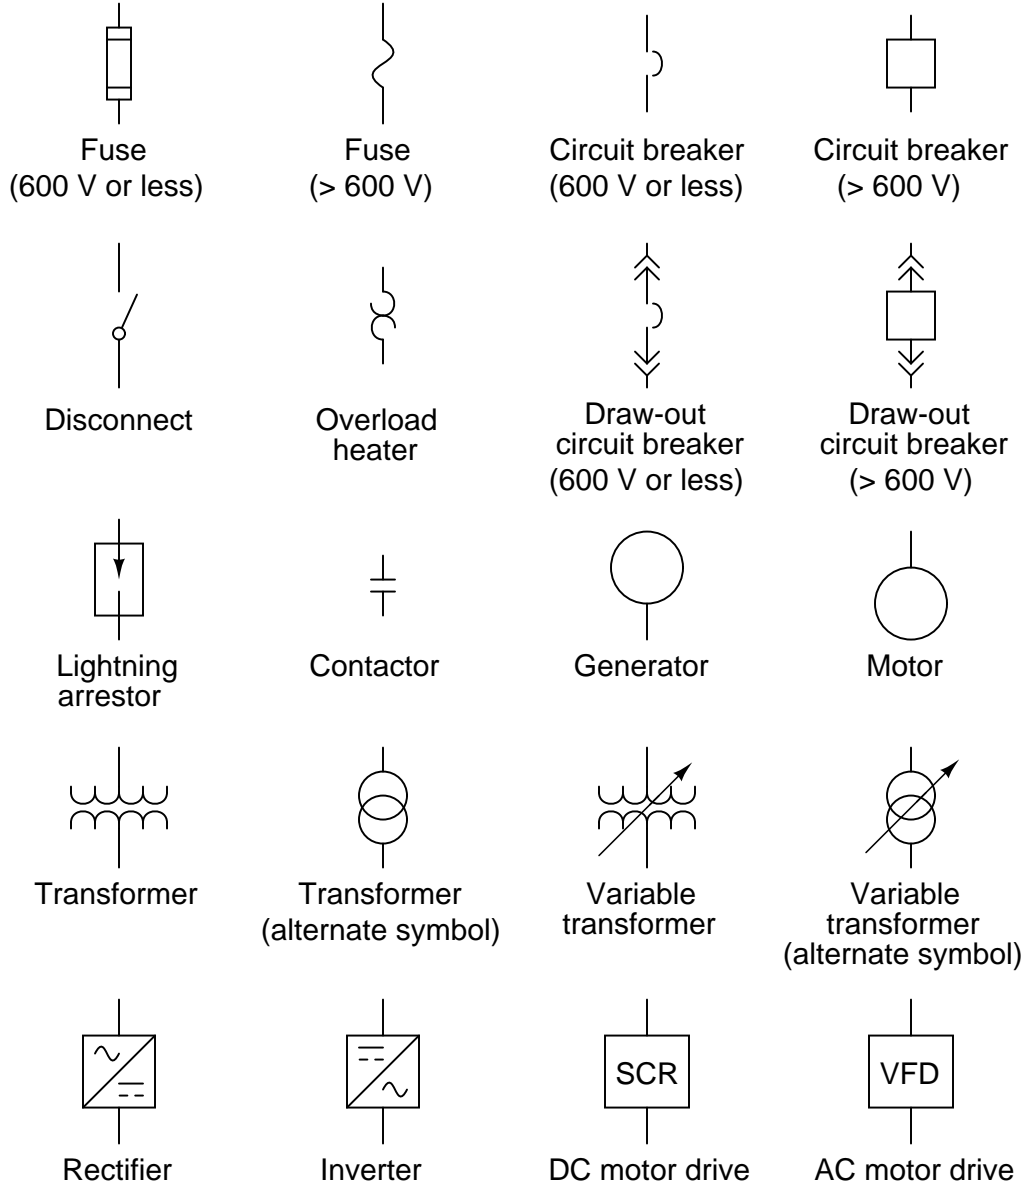 Fuse
(600 V or less)
Fuse
(> 600 V)
Circuit breaker
(600 V or less)
Circuit breaker
(> 600 V)
Disconnect
Overload
heater
Draw-out
circuit breaker
(600 V or less)
Draw-out
circuit breaker
(> 600 V)
Lightning
arrestor
Contactor
Generator
Motor
Transformer
Transformer
(alternate symbol)
Variable
transformer
Variable
transformer
(alternate symbol)
Rectifier
Inverter
SCR
DC motor drive
VFD
AC motor drive